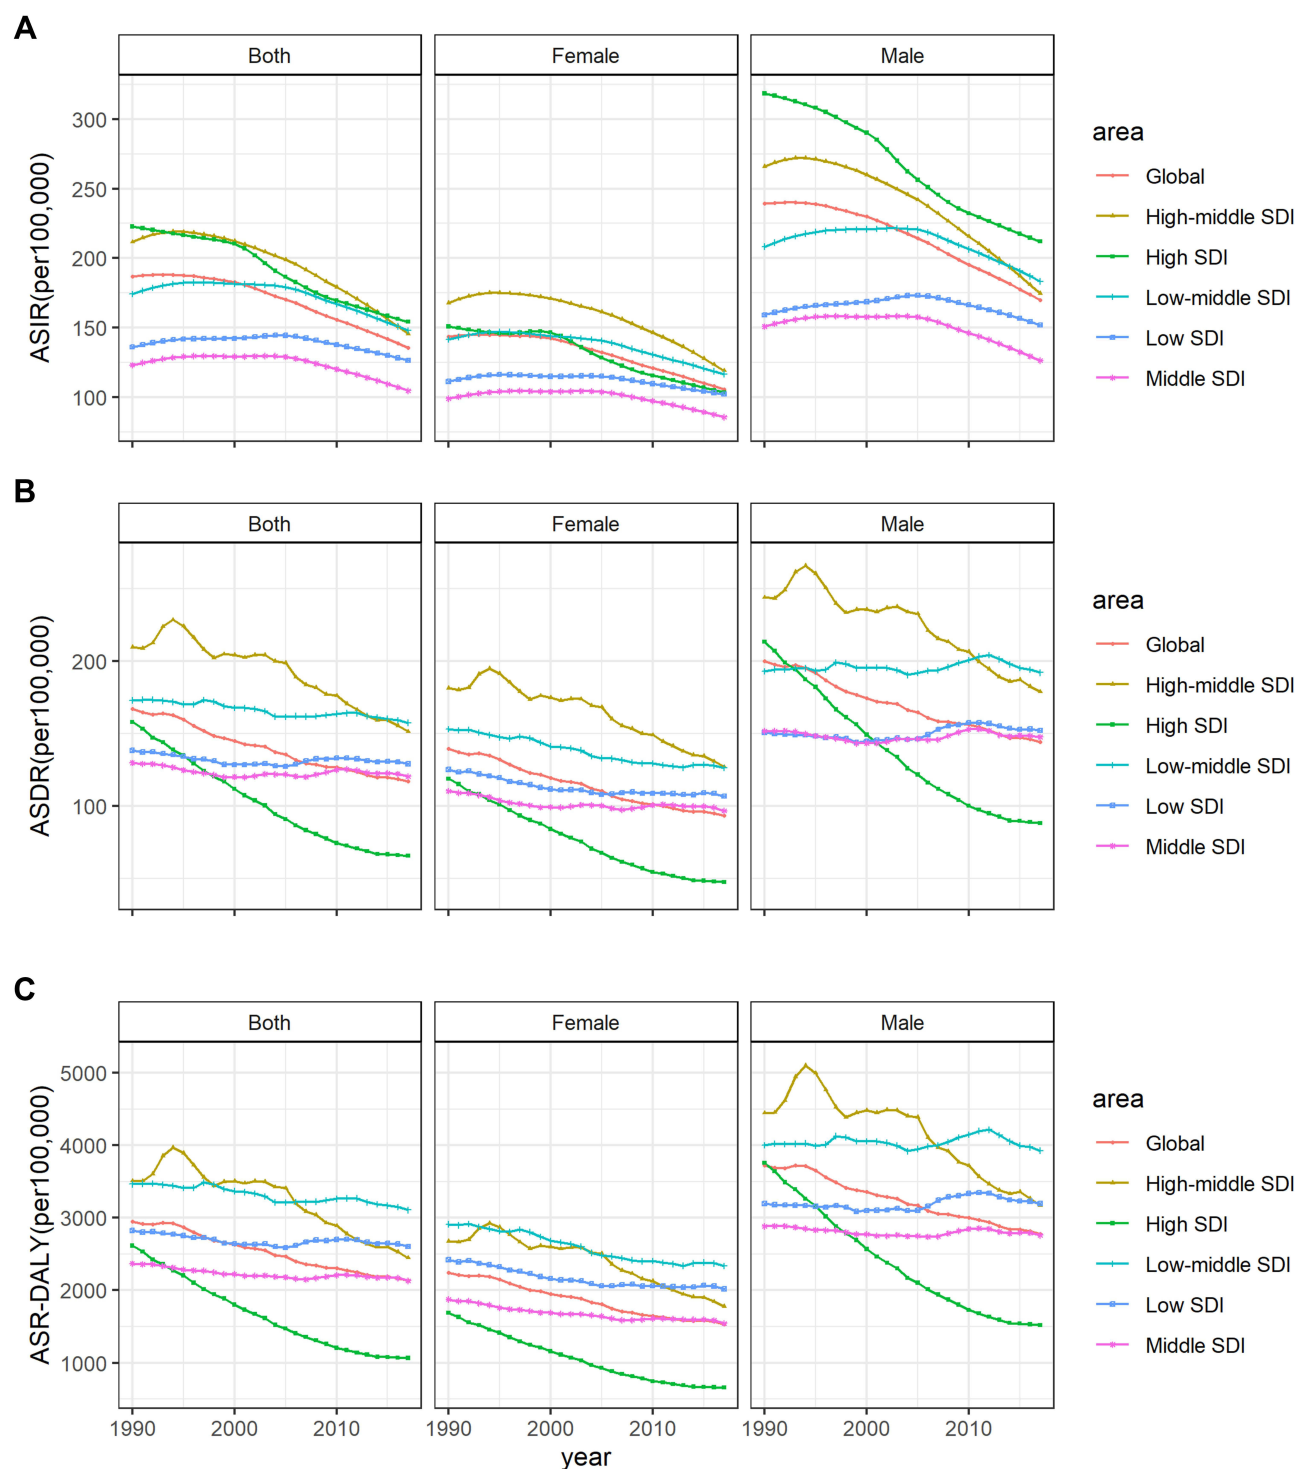 A
Both Female Male
300
250
200
150
100
ASIR(per100,000)
area
Global
High-middle SDI
High SDI
Low-middle SDI
Low SDI
Middle SDI
B
Both Female Male
200
100
ASDR(per100,000)
area
Global
High-middle SDI
High SDI
Low-middle SDI
Low SDI
Middle SDI
C
Both Female Male
5000
4000
3000
2000
1000
ASR-DALY(per100,000)
area
Global
High-middle SDI
High SDI
Low-middle SDI
Low SDI
Middle SDI
1990 2000 2010 1990 2000 2010 1990 2000 2010
year